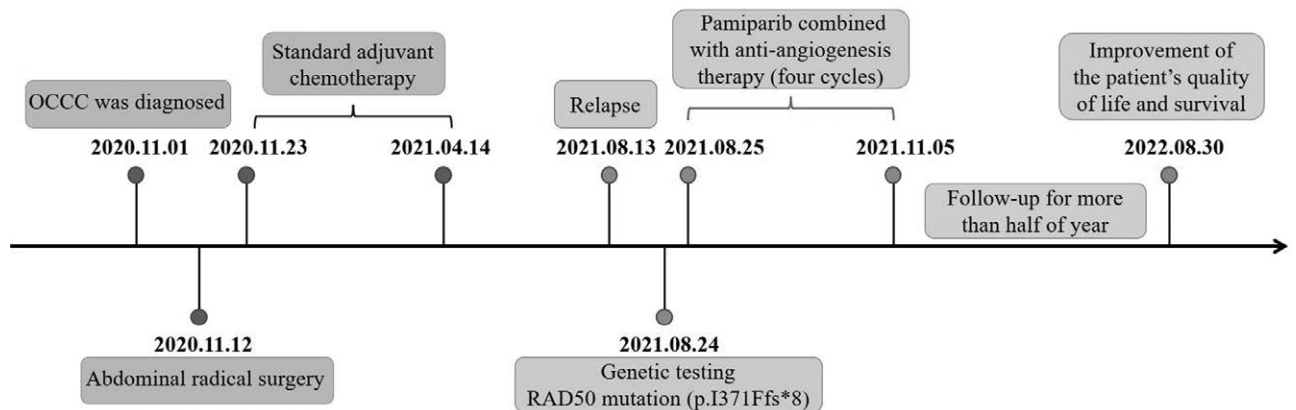 Standard adjuvant
chemotherapy
Pamiparib combined
with anti-angiogenesis
therapy (four cycles)
Improvement of
the patient's quality
of life and survival
OCCC was diagnosed
Relapse
2020.11.01
2020.11.23
2021.04.14
2021.08.13
2021.08.25
2021.11.05
2022.08.30
Follow-up for more
than half of year
2020.11.12
Abdominal radical surgery
2021.08.24
Genetic testing
RAD50 mutation (p.I371Ffs*8)